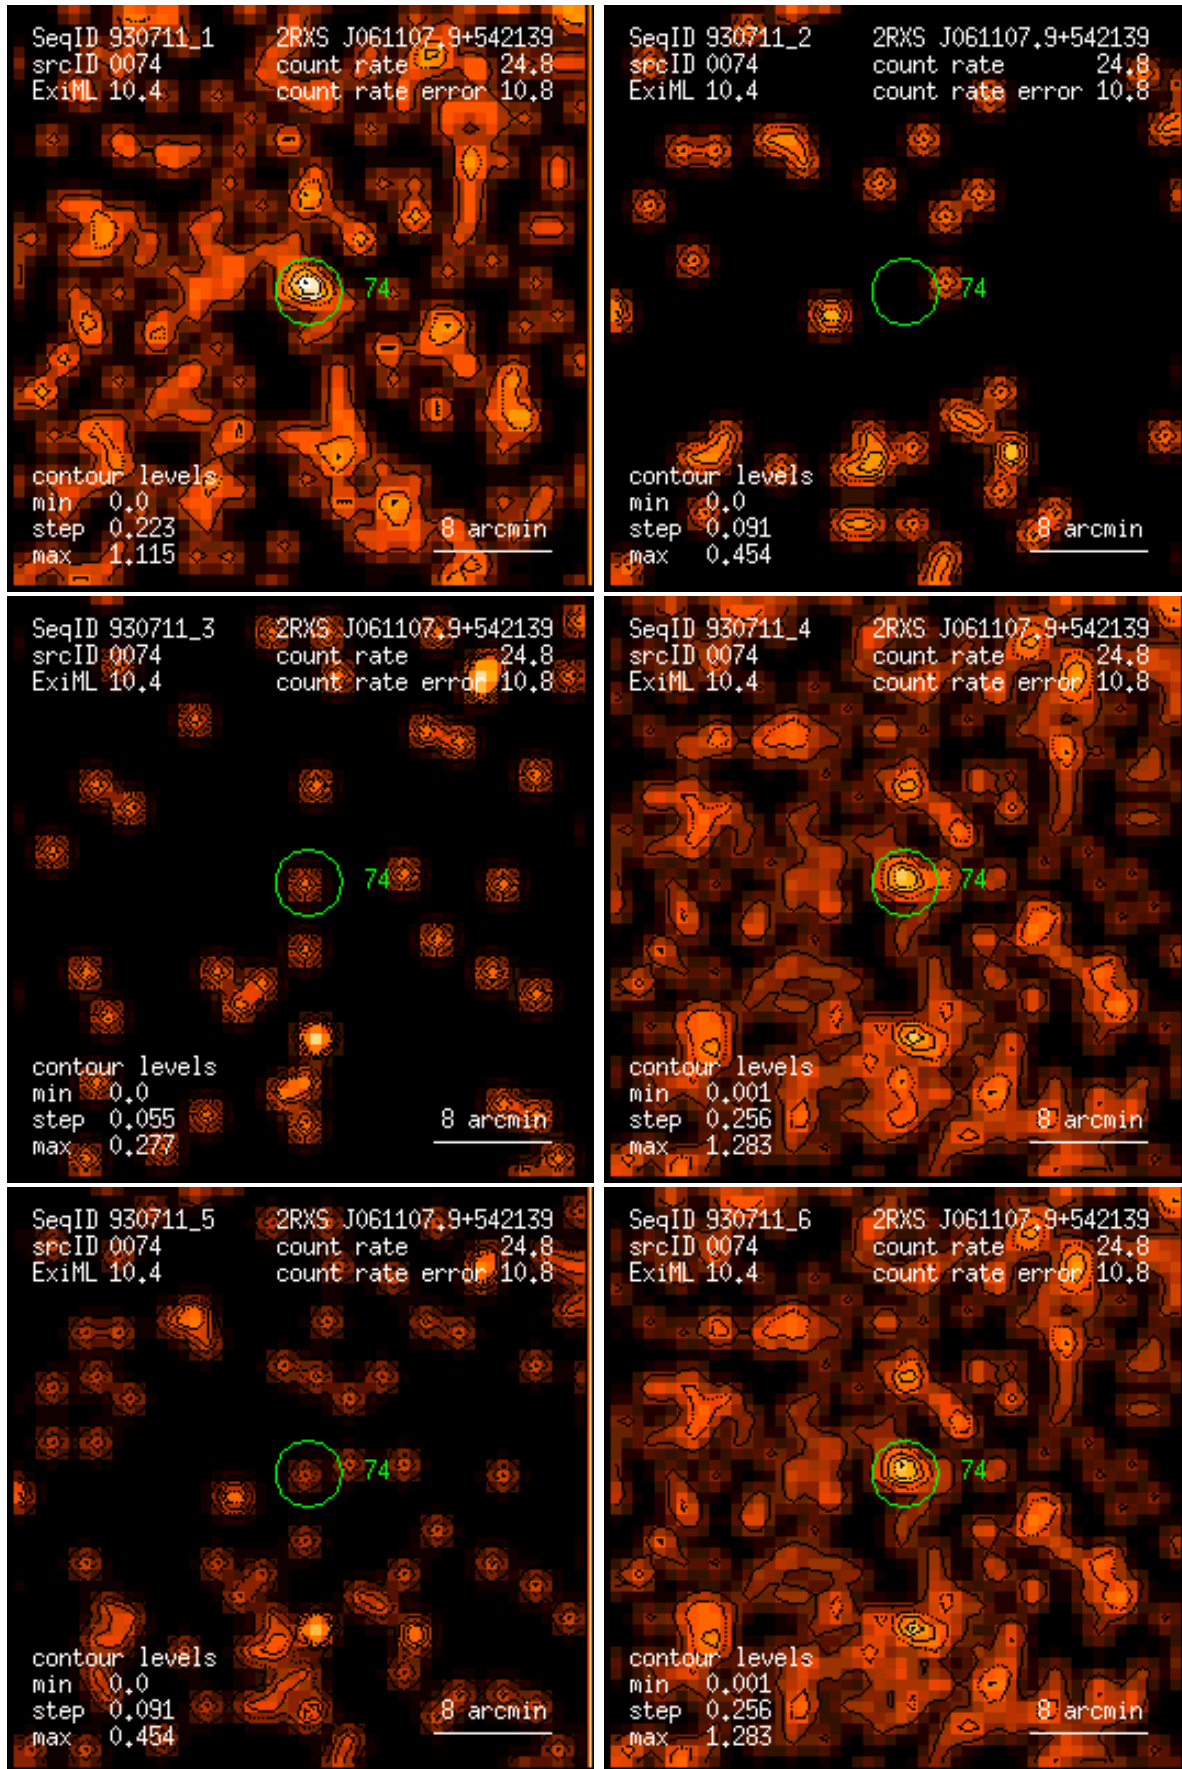 SeqID 930711_1 2RXS J061107.9+542139
srcID 0074 count rate 24.8
ExiML 10.4 count rate error 10.8
74
contour levels
min 0.0
step 0.223
max 1.115
8 arcmin
SeqID 930711_2 2RXS J061107.9+542139
srcID 0074 count rate 24.8
ExiML 10.4 count rate error 10.8
74
contour levels
min 0.0
step 0.091
max 0.454
8 arcmin
SeqID 930711_3 2RXS J061107.9+542139
srcID 0074 count rate 24.8
ExiML 10.4 count rate error 10.8
74
contour levels
min 0.0
step 0.055
max 0.277
8 arcmin
SeqID 930711_4 2RXS J061107.9+542139
srcID 0074 count rate 24.8
ExiML 10.4 count rate error 10.8
74
contour levels
min 0.001
step 0.256
max 1.283
8 arcmin
SeqID 930711_5 2RXS J061107.9+542139
srcID 0074 count rate 24.8
ExiML 10.4 count rate error 10.8
74
contour levels
min 0.0
step 0.091
max 0.454
8 arcmin
SeqID 930711_6 2RXS J061107.9+542139
srcID 0074 count rate 24.8
ExiML 10.4 count rate error 10.8
74
contour levels
min 0.001
step 0.256
max 1.283
8 arcmin